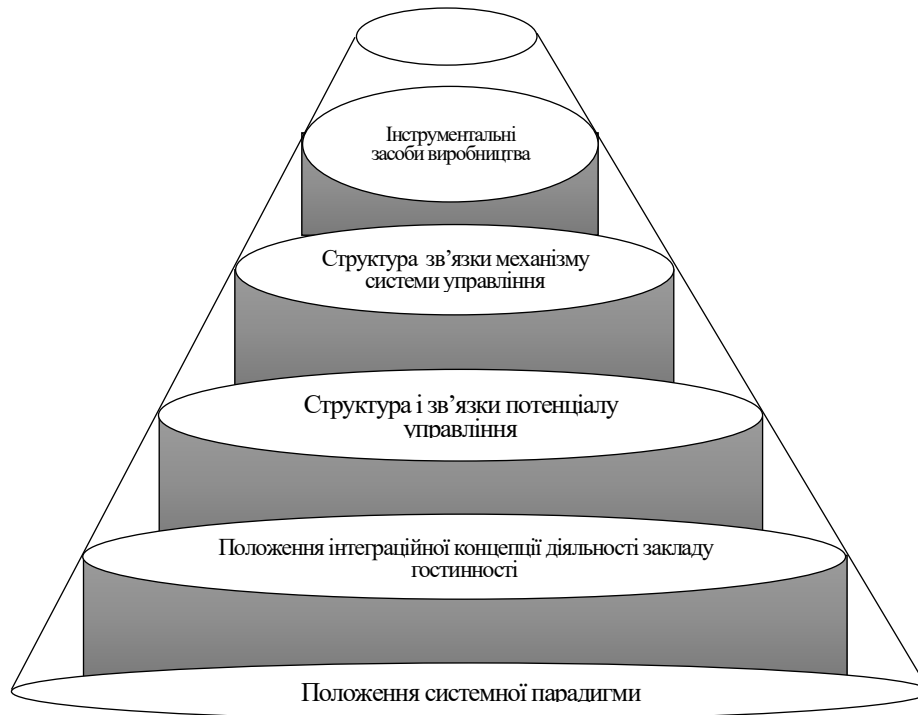 Інструментальні
засоби виробництва
Структура зв’язки механізму
системи управління
Структура і зв’язки потенціалу
управління
Положення інтеграційної концепції діяльності закладу
гостинності
Положення системної парадигми